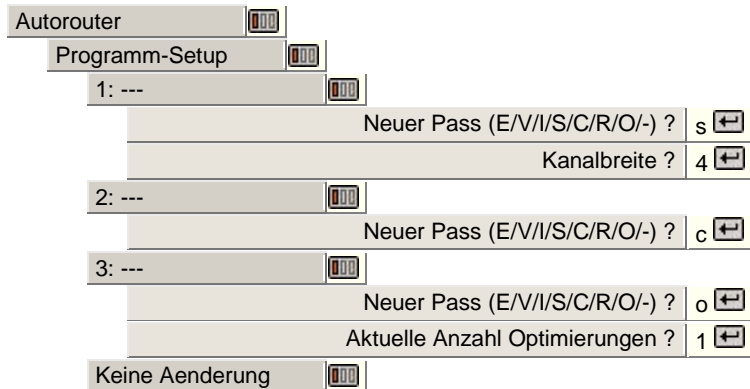 Autorouter
Programm-Setup
1: ---
Neuer Pass (E/V/I/S/C/R/O/-) ? s
Kanalbreite ? 4
2: ---
Neuer Pass (E/V/I/S/C/R/O/-) ? c
3: ---
Neuer Pass (E/V/I/S/C/R/O/-) ? o
Aktuelle Anzahl Optimierungen ? 1
Keine Aenderung